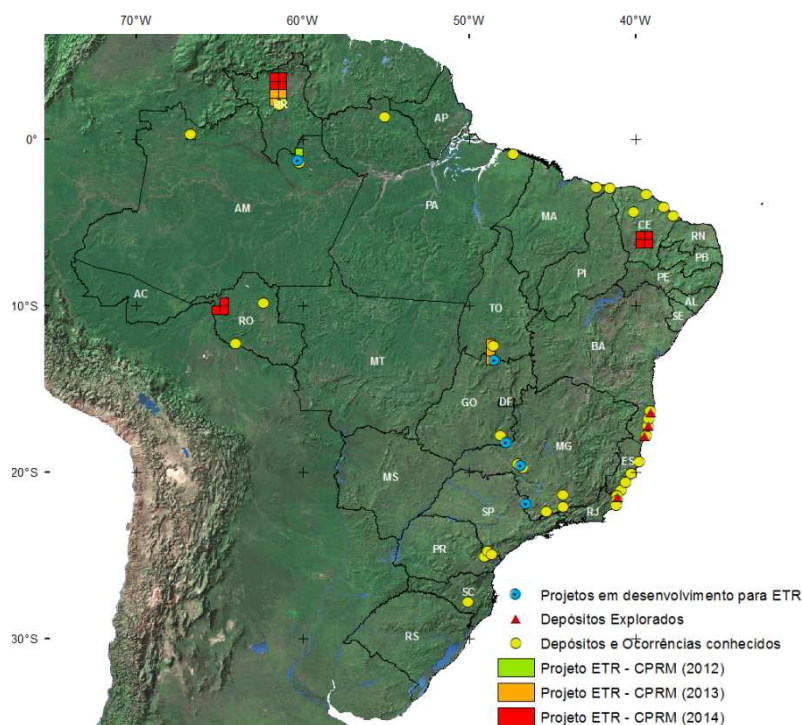 70°W 60°W 50°W 40°W
0°
10°S
20°S
30°S
RR
AP
AM
PA
MA
CE
RN
PB
PI
PE
AC
AL
SE
RO
TO
BA
MT
GO
DF
MG
ES
MS
SP
RJ
PR
SC
RS
Projetos em desenvolvimento para ETR
Depósitos Explorados
Depósitos e Ocorrências conhecidos
Projeto ETR - CPRM (2012)
Projeto ETR - CPRM (2013)
Projeto ETR - CPRM (2014)